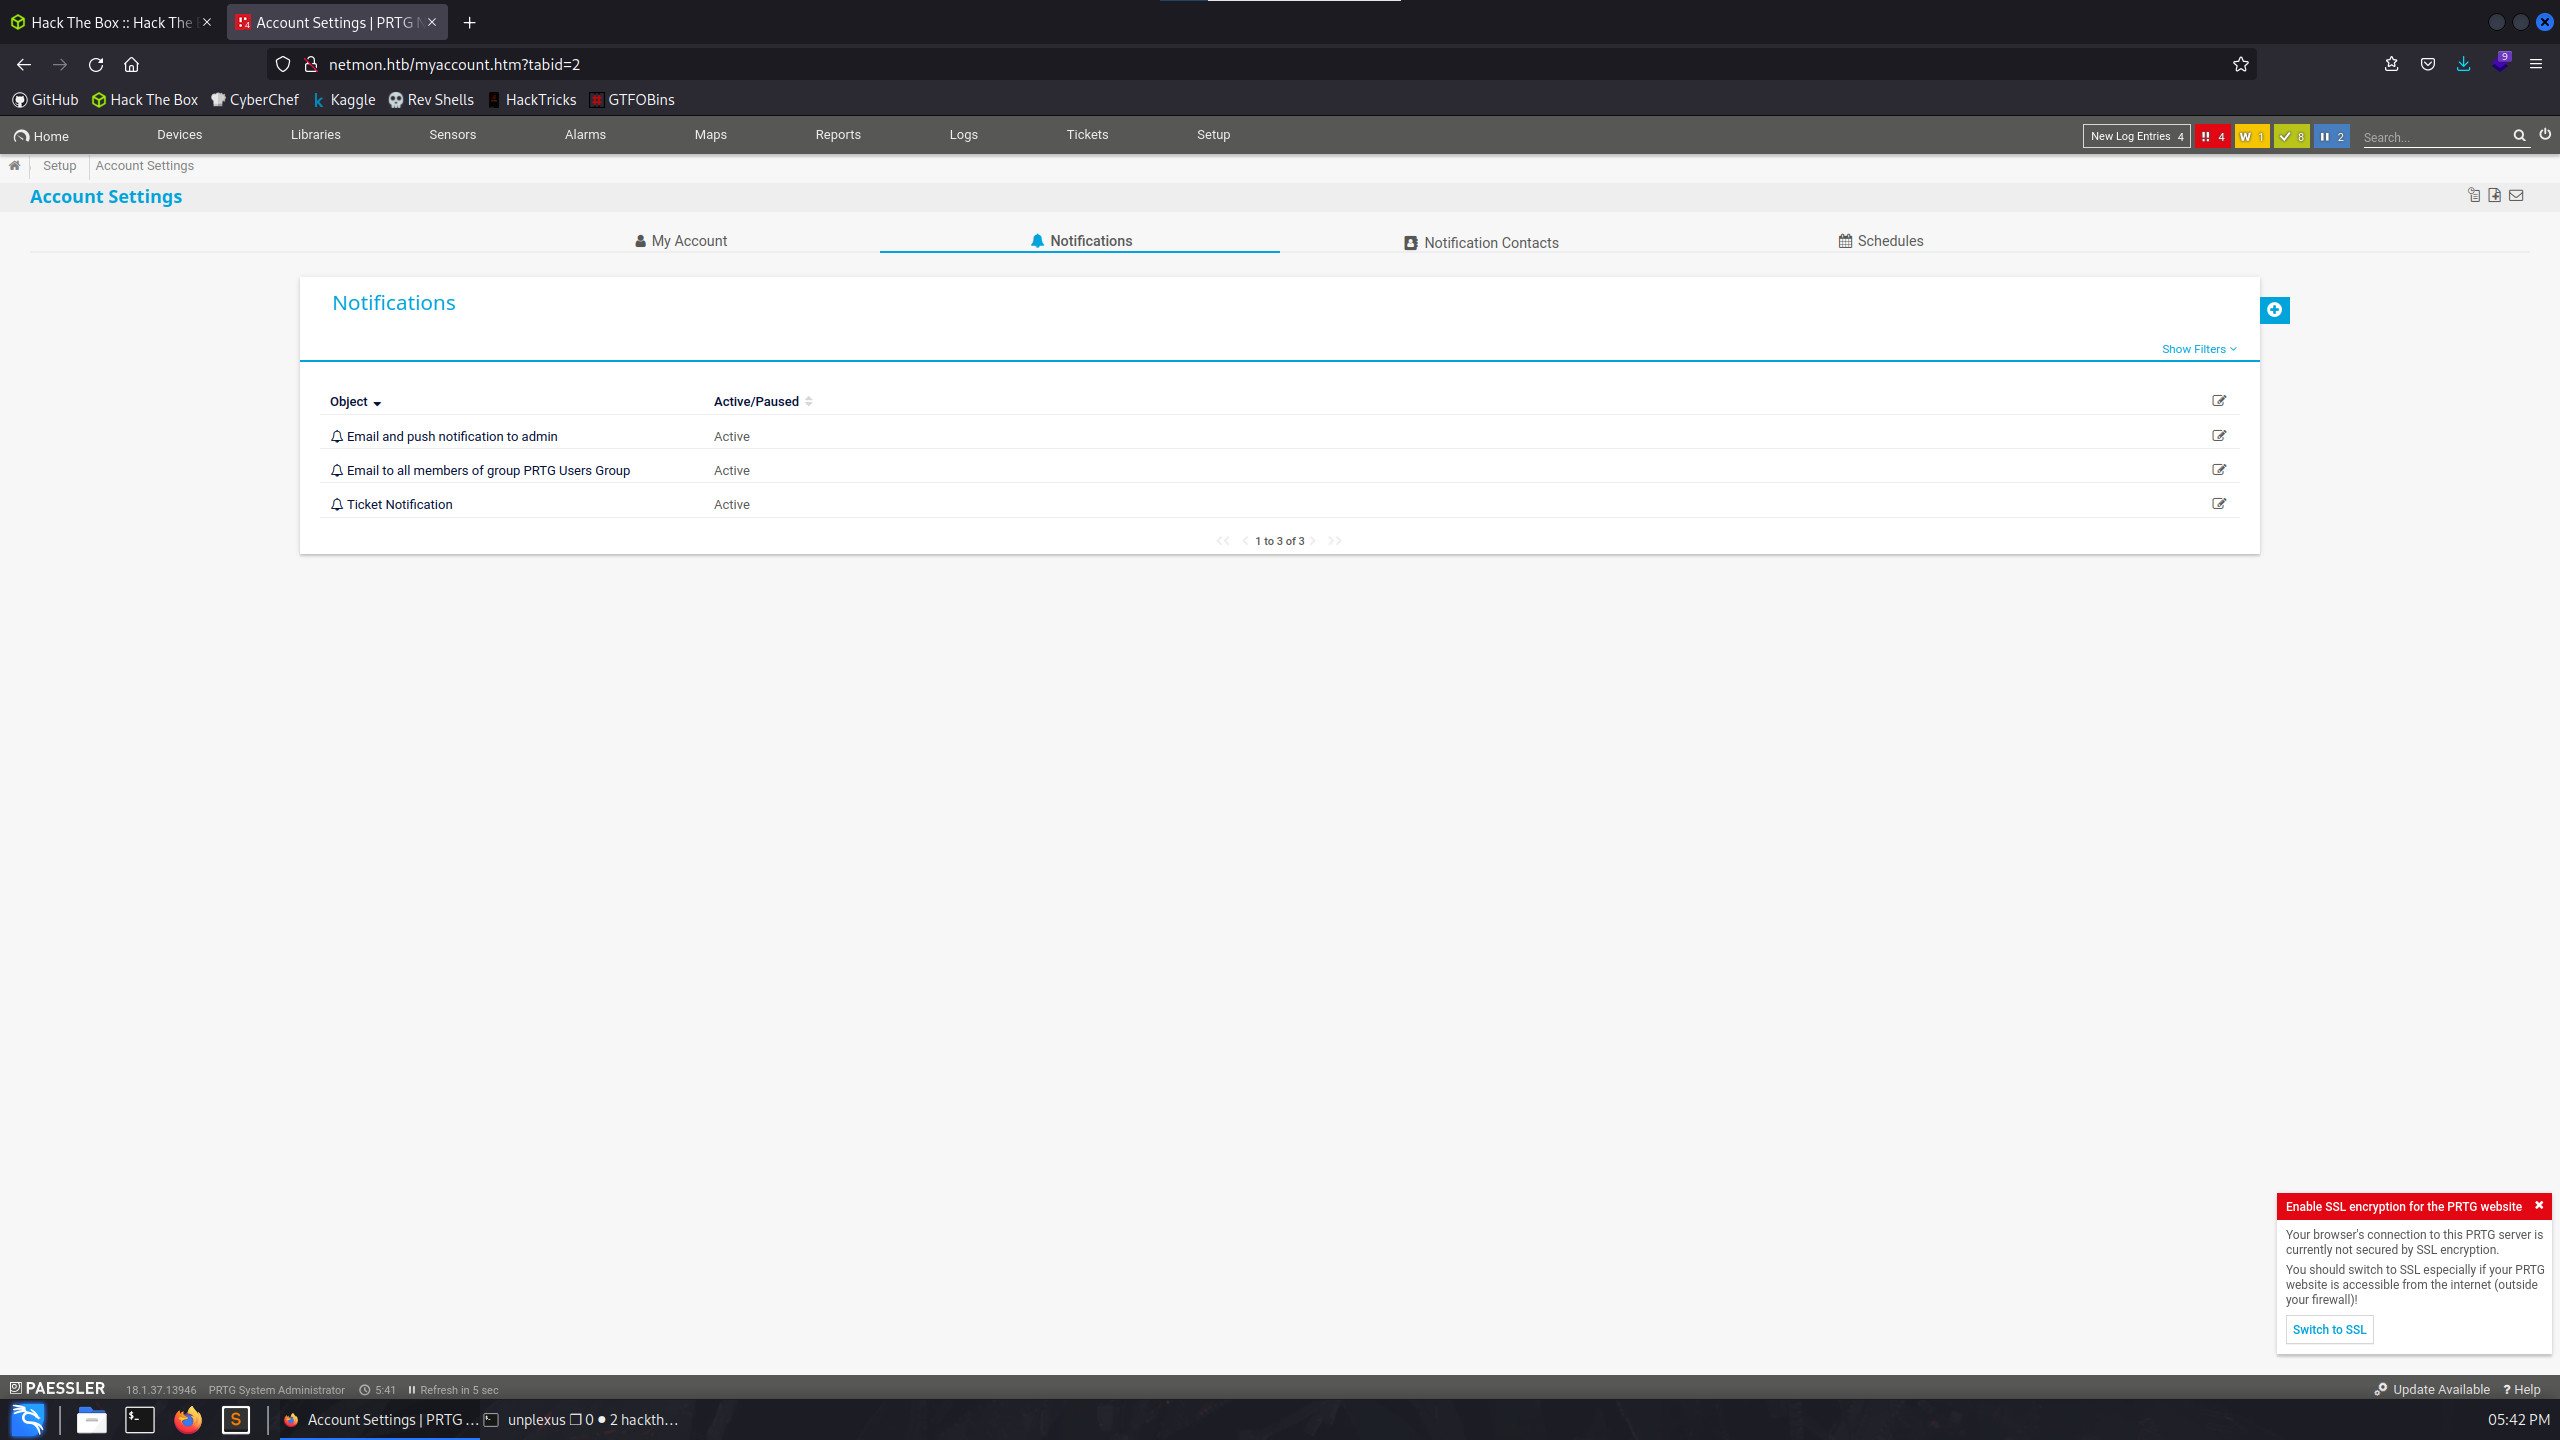 Hack The Box :: Hack The
Account Settings | PRTG
netmon.htb/myaccount.htm?tabid=2
9
GitHub Hack The Box CyberChef Kaggle Rev Shells HackTricks GTFOBins
Home Devices Libraries Sensors Alarms Maps Reports Logs Tickets Setup
New Log Entries 4 !! 4 W 1 8 2 Search...
Setup Account Settings
Account Settings
My Account Notifications Notification Contacts Schedules
Notifications
Show Filters
Object Active/Paused
Email and push notification to admin Active
Email to all members of group PRTG Users Group Active
Ticket Notification Active
<< < 1 to 3 of 3 > >>
Enable SSL encryption for the PRTG website
Your browser's connection to this PRTG server is
currently not secured by SSL encryption.
You should switch to SSL especially if your PRTG
website is accessible from the internet (outside
your firewall)!
Switch to SSL
PAESSLER 18.1.37.13946 PRTG System Administrator 5:41 Refresh in 5 sec
Update Available ? Help
Account Settings | PRTG ... unplexus ❐ 0 ● 2 hackth...
05:42 PM